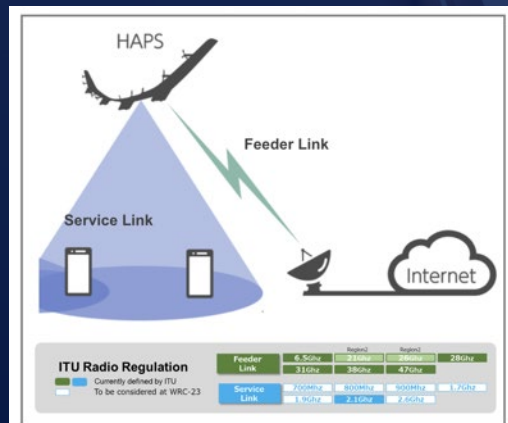 HAPS
Feeder Link
Service Link
Internet
ITU Radio Regulation
Currently defined by ITU
To be considered at WRC-23
Region2 Region2
Feeder Link
6.5Ghz 21Ghz 26Ghz 28Ghz
31Ghz 38Ghz 47Ghz
Service Link
700Mhz 800Mhz 900Mhz 1.7Ghz
1.9Ghz 2.1Ghz 2.6Ghz